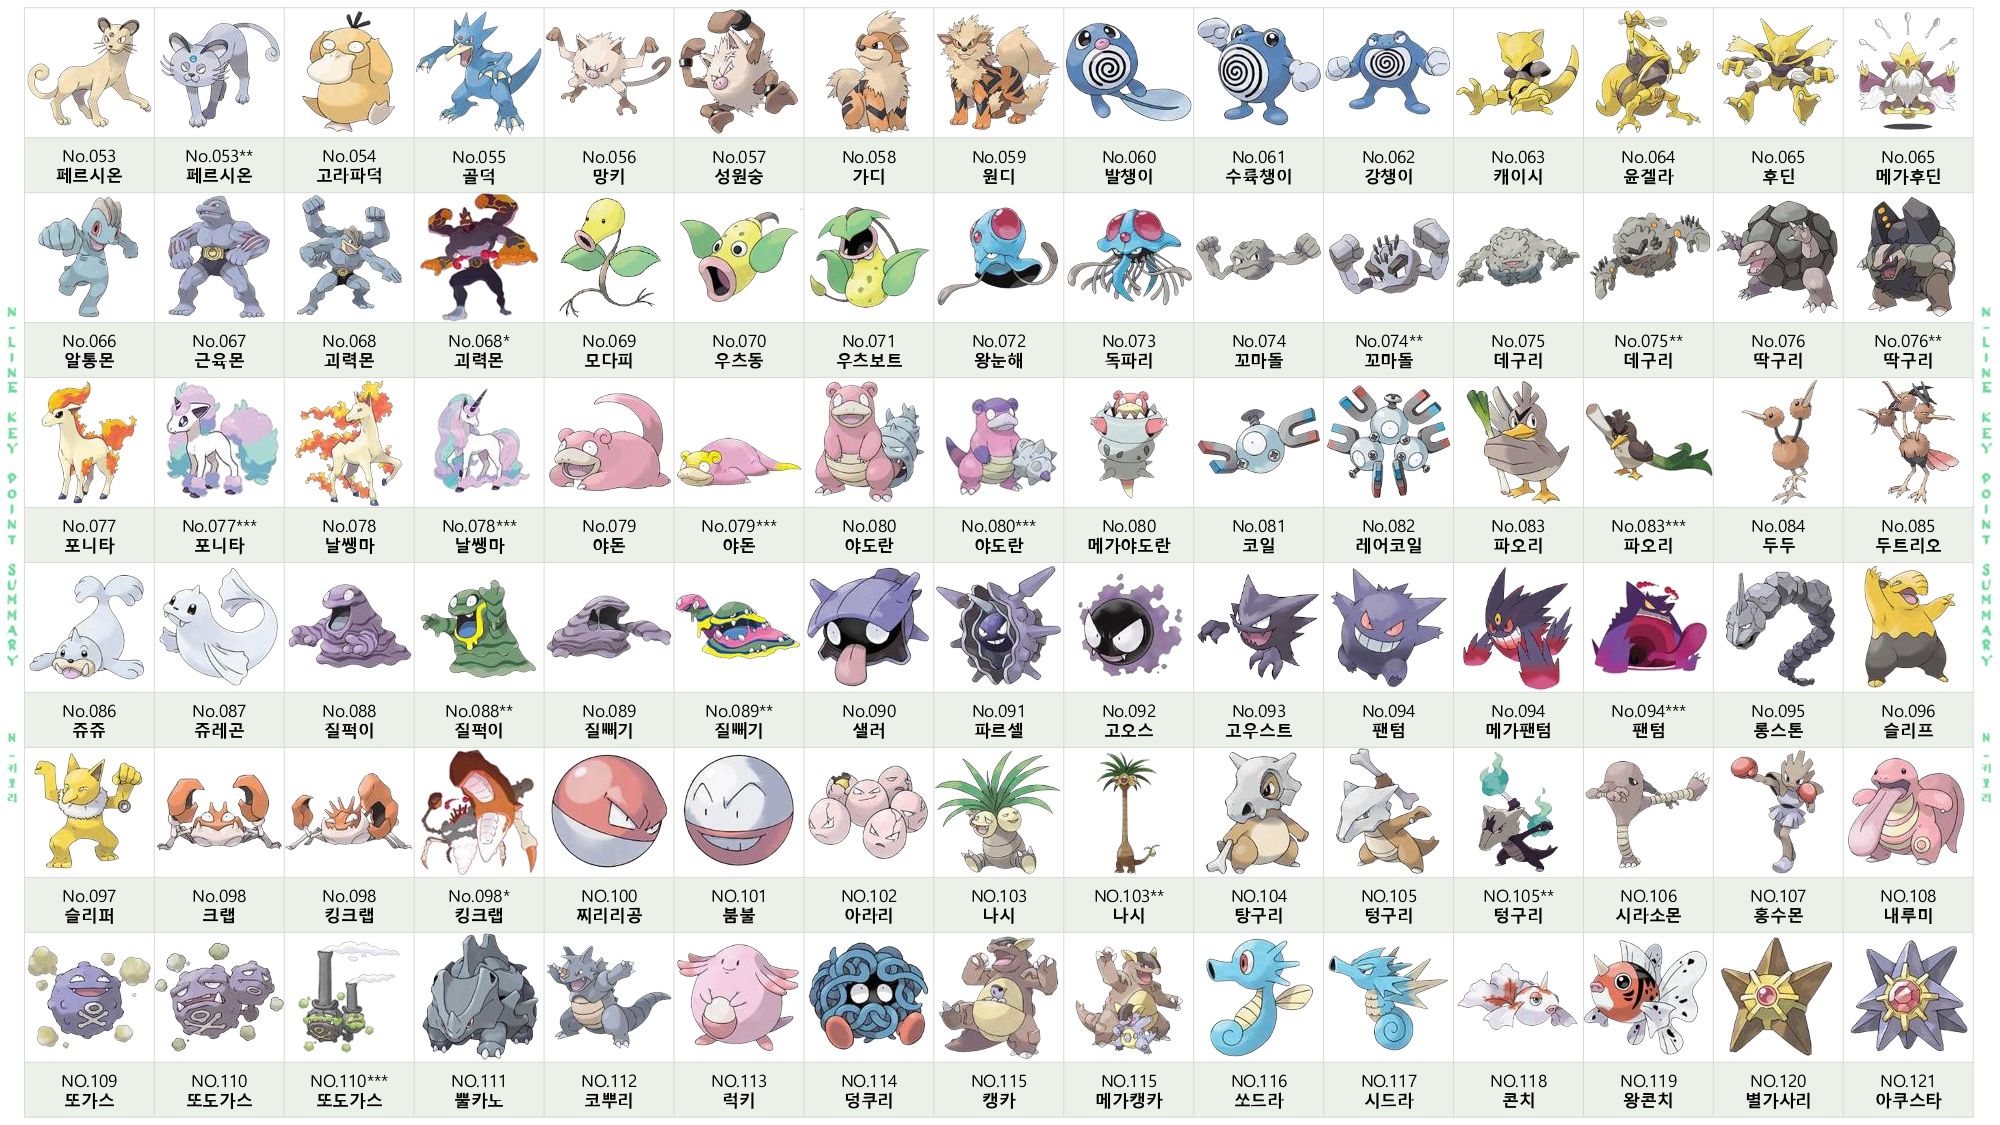 No.053 No.053** No.054 No.055 No.056 No.057 No.058 No.059 No.060 No.061 No.062 No.063 No.064 No.065 No.065
페르시온 페르시온 고라파덕 골덕 망키 성원숭 가디 윈디 발챙이 수륙챙이 강챙이 캐이시 윤겔라 후딘 메가후딘
No.066 No.067 No.068 No.068* No.069 No.070 No.071 No.072 No.073 No.074 No.074** No.075 No.075** No.076 No.076**
알통몬 근육몬 괴력몬 괴력몬 모다피 우츠동 우츠보트 왕눈해 독파리 꼬마돌 꼬마돌 데구리 데구리 딱구리 딱구리
No.077 No.077*** No.078 No.078*** No.079 No.079*** No.080 No.080*** No.080 No.081 No.082 No.083 No.083*** No.084 No.085
포니타 포니타 날쌩마 날쌩마 야돈 야돈 야도란 야도란 메가야도란 코일 레어코일 파오리 파오리 두두 두트리오
No.086 No.087 No.088 No.088** No.089 No.089** No.090 No.091 No.092 No.093 No.094 No.094 No.094*** No.095 No.096
쥬쥬 쥬레곤 질퍽이 질퍽이 질뻐기 질뻐기 샐러 파르셀 고오스 고우스트 팬텀 메가팬텀 팬텀 롱스톤 슬리프
No.097 No.098 No.098 No.098* NO.100 NO.101 NO.102 NO.103 NO.103** NO.104 NO.105 NO.105** NO.106 NO.107 NO.108
슬리퍼 크랩 킹크랩 킹크랩 찌리리공 붐볼 아라리 나시 나시 탕구리 텅구리 텅구리 시라소몬 홍수몬 내루미
NO.109 NO.110 NO.110*** NO.111 NO.112 NO.113 NO.114 NO.115 NO.115 NO.116 NO.117 NO.118 NO.119 NO.120 NO.121
또가스 또도가스 또도가스 뿔카노 코뿌리 럭키 덩쿠리 캥카 메가캥카 쏘드라 시드라 콘치 왕콘치 별가사리 아쿠스타
N-LINE KEY POINT SUMMARY
N-키포리
N-LINE KEY POINT SUMMARY
N-키포리